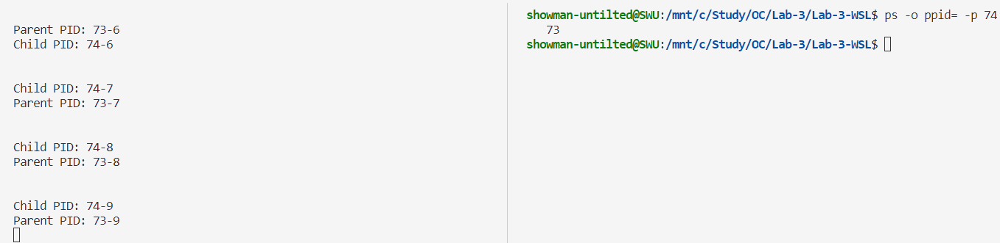 Parent PID: 73-6
Child PID: 74-6
Child PID: 74-7
Parent PID: 73-7
Child PID: 74-8
Parent PID: 73-8
Child PID: 74-9
Parent PID: 73-9
showman-untilted@SWU:/mnt/c/Study/OC/Lab-3/Lab-3-WSL$ ps -o ppid= -p 74
73
showman-untilted@SWU:/mnt/c/Study/OC/Lab-3/Lab-3-WSL$